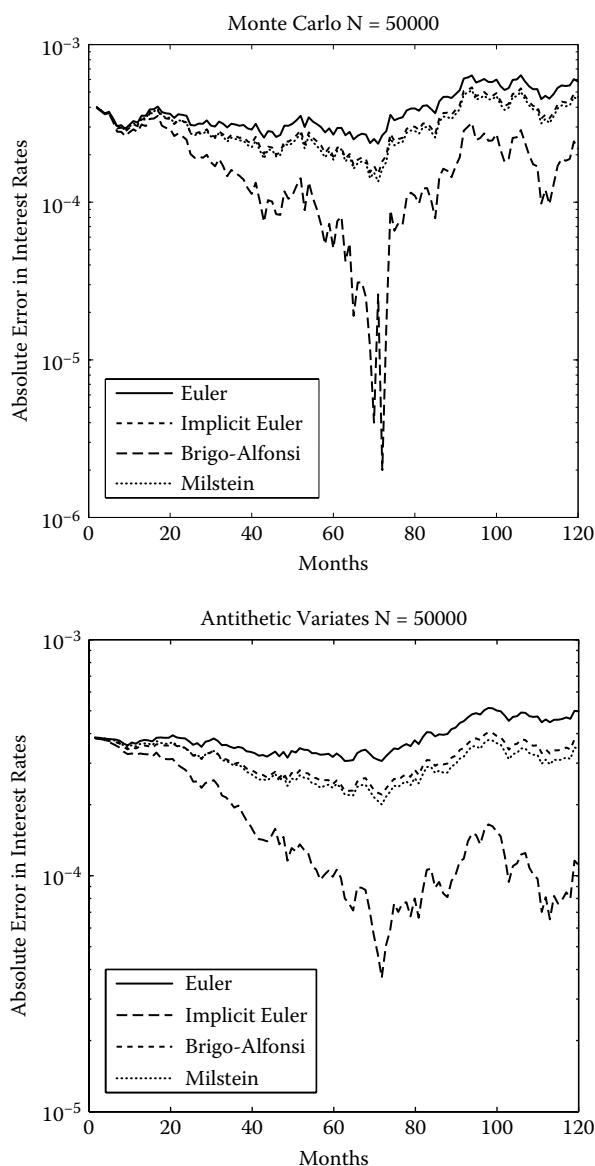 Monte Carlo N = 50000
10⁻³
10⁻⁴
10⁻⁵
10⁻⁶
Absolute Error in Interest Rates
Euler
Implicit Euler
Brigo-Alfonsi
Milstein
0 20 40 60 80 100 120
Months
Antithetic Variates N = 50000
10⁻³
10⁻⁴
10⁻⁵
Absolute Error in Interest Rates
Euler
Implicit Euler
Brigo-Alfonsi
Milstein
0 20 40 60 80 100 120
Months